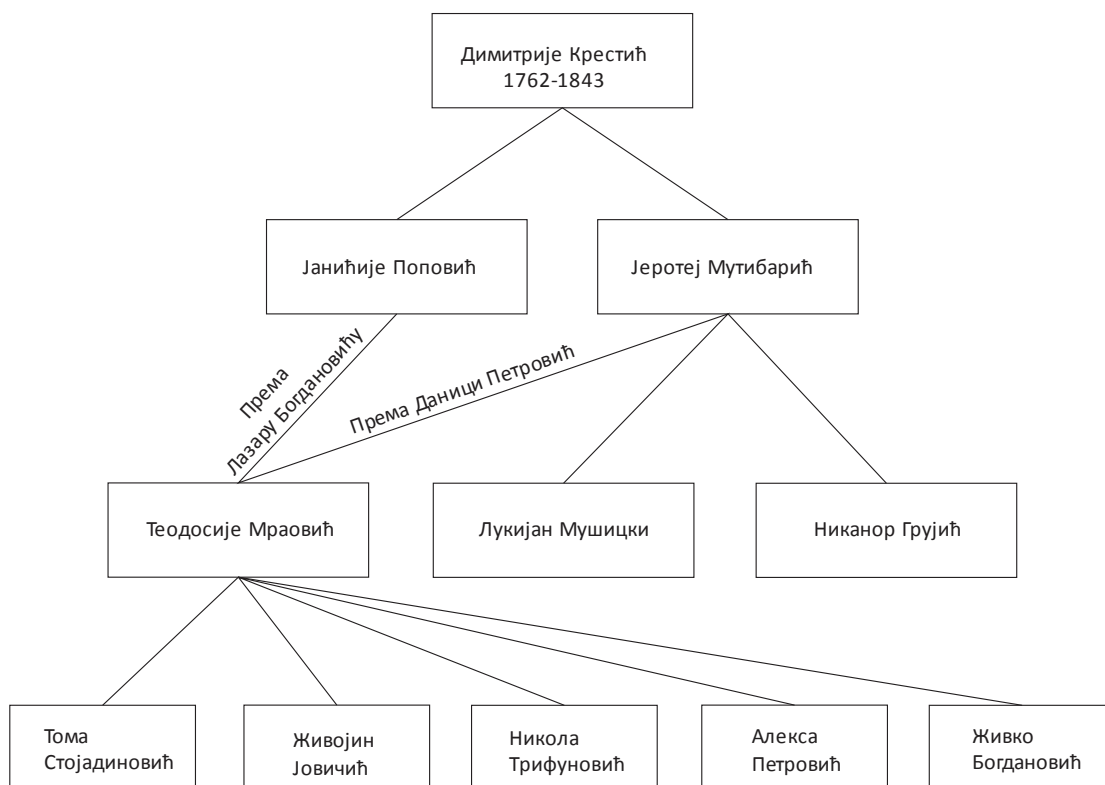 Димитрије Крестић
1762-1843
Јанићије Поповић
Јеротеј Мутибарић
Према
Лазару Богдановићу
Према Даници Петровић
Теодосије Мраовић
Лукијан Мушицки
Никанор Грујић
Тома
Стојадиновић
Живојин
Јовичић
Никола
Трифуновић
Алекса
Петровић
Живко
Богдановић